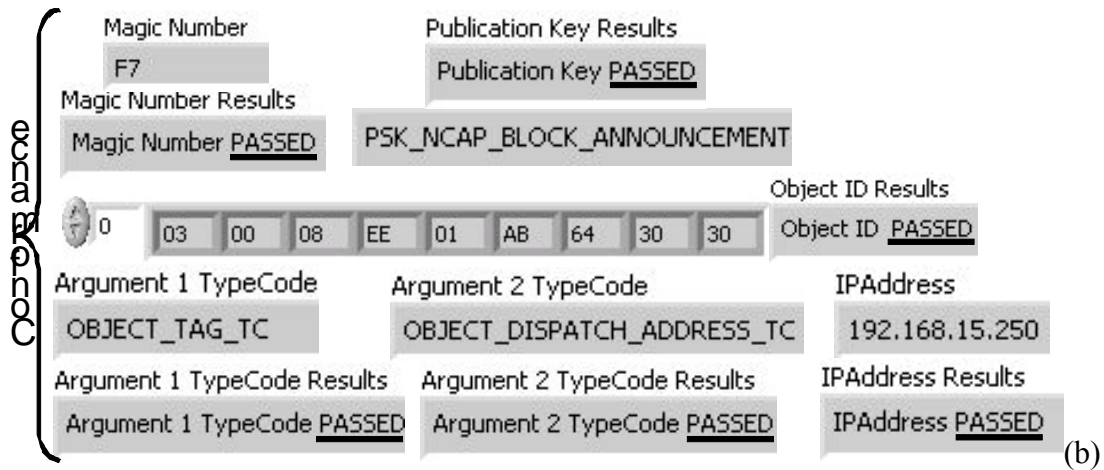 Magic Number
Publication Key Results
F7
Publication Key PASSED
Magic Number Results
Magic Number PASSED
PSK_NCAP_BLOCK_ANNOUNCEMENT
Conformance
Object ID Results
0 03 00 08 EE 01 AB 64 30 30
Object ID PASSED
Argument 1 TypeCode
Argument 2 TypeCode
IPAddress
OBJECT_TAG_TC
OBJECT_DISPATCH_ADDRESS_TC
192.168.15.250
Argument 1 TypeCode Results
Argument 2 TypeCode Results
IPAddress Results
Argument 1 TypeCode PASSED
Argument 2 TypeCode PASSED
IPAddress PASSED
(b)